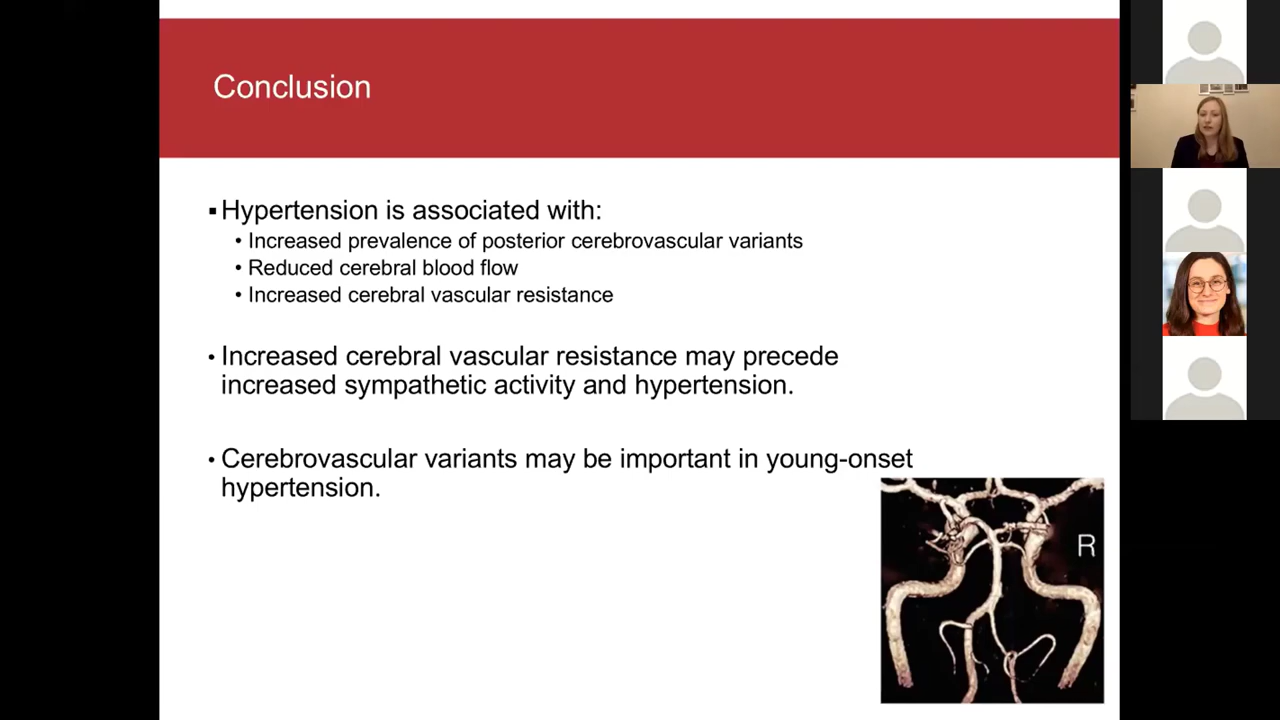 Conclusion
▪Hypertension is associated with:
• Increased prevalence of posterior cerebrovascular variants
• Reduced cerebral blood flow
• Increased cerebral vascular resistance
• Increased cerebral vascular resistance may precede
increased sympathetic activity and hypertension.
• Cerebrovascular variants may be important in young-onset
hypertension.
R